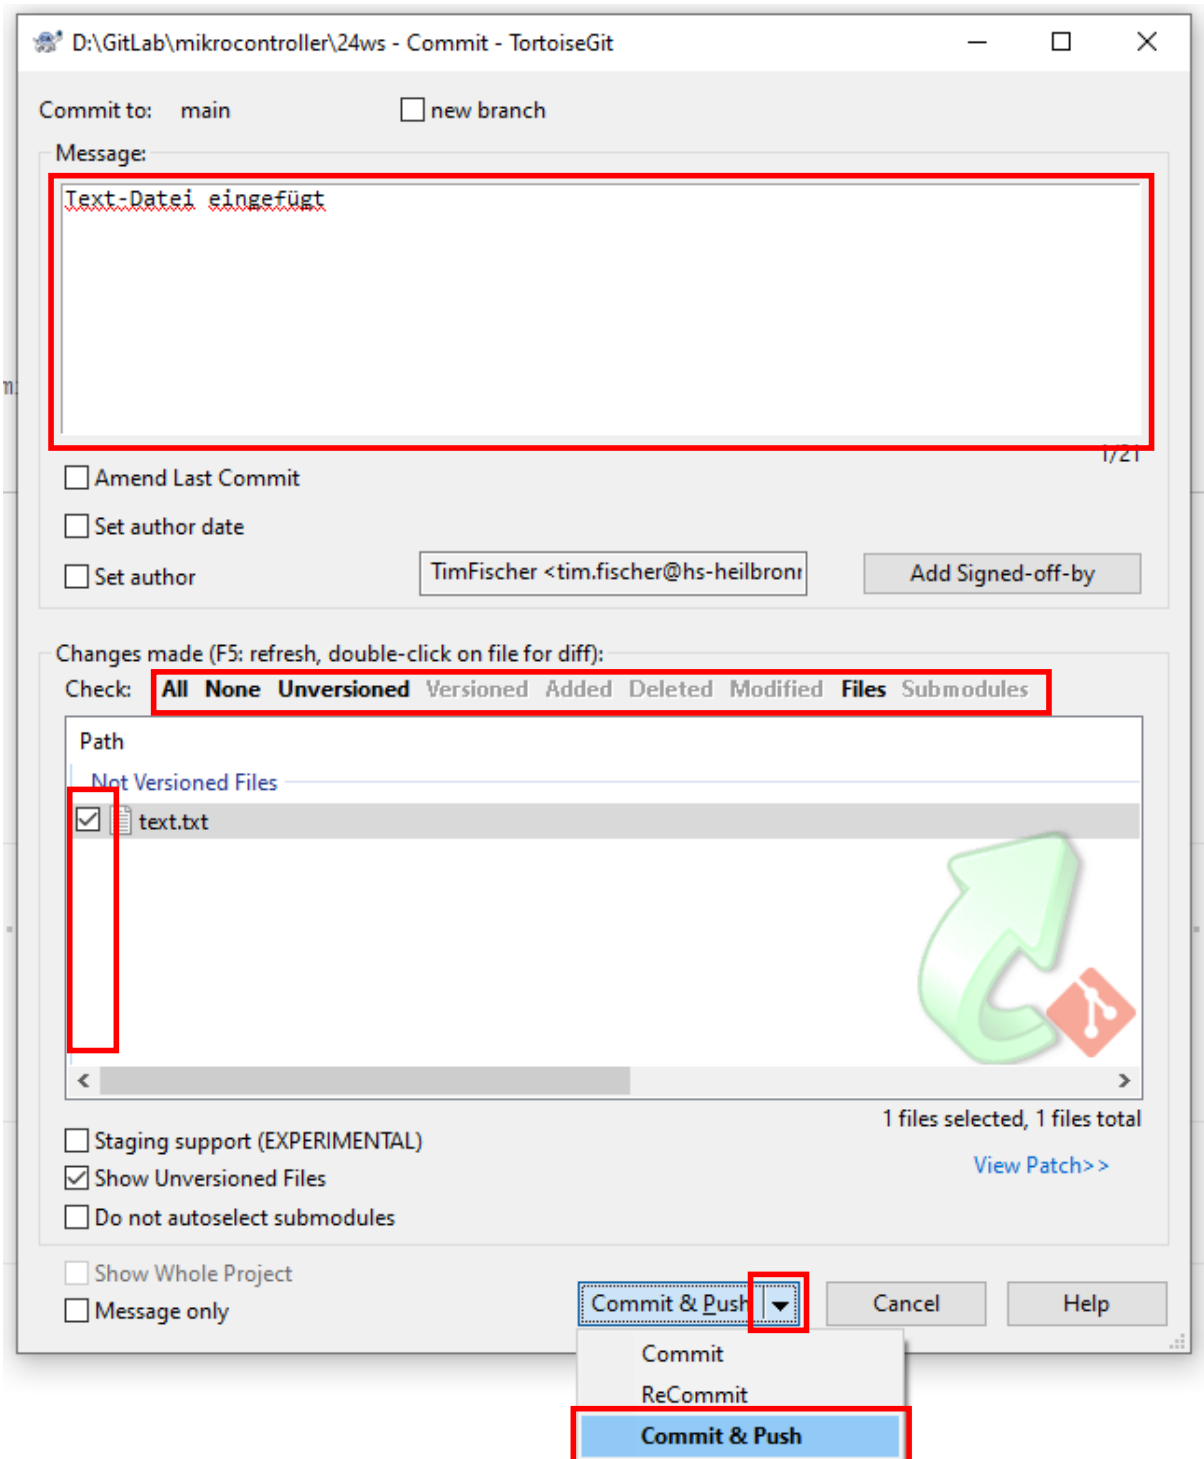 D:\GitLab\mikrocontroller\24ws - Commit - TortoiseGit
Commit to: main new branch
Message:
Text-Datei eingefügt
1/21
Amend Last Commit
Set author date
Set author TimFischer <tim.fischer@hs-heilbronn Add Signed-off-by
Changes made (F5: refresh, double-click on file for diff):
Check: All None Unversioned Versioned Added Deleted Modified Files Submodules
Path
Not Versioned Files
text.txt
1 files selected, 1 files total
Staging support (EXPERIMENTAL)
View Patch>>
Show Unversioned Files
Do not autoselect submodules
Show Whole Project
Message only
Commit & Push Cancel Help
Commit
ReCommit
Commit & Push